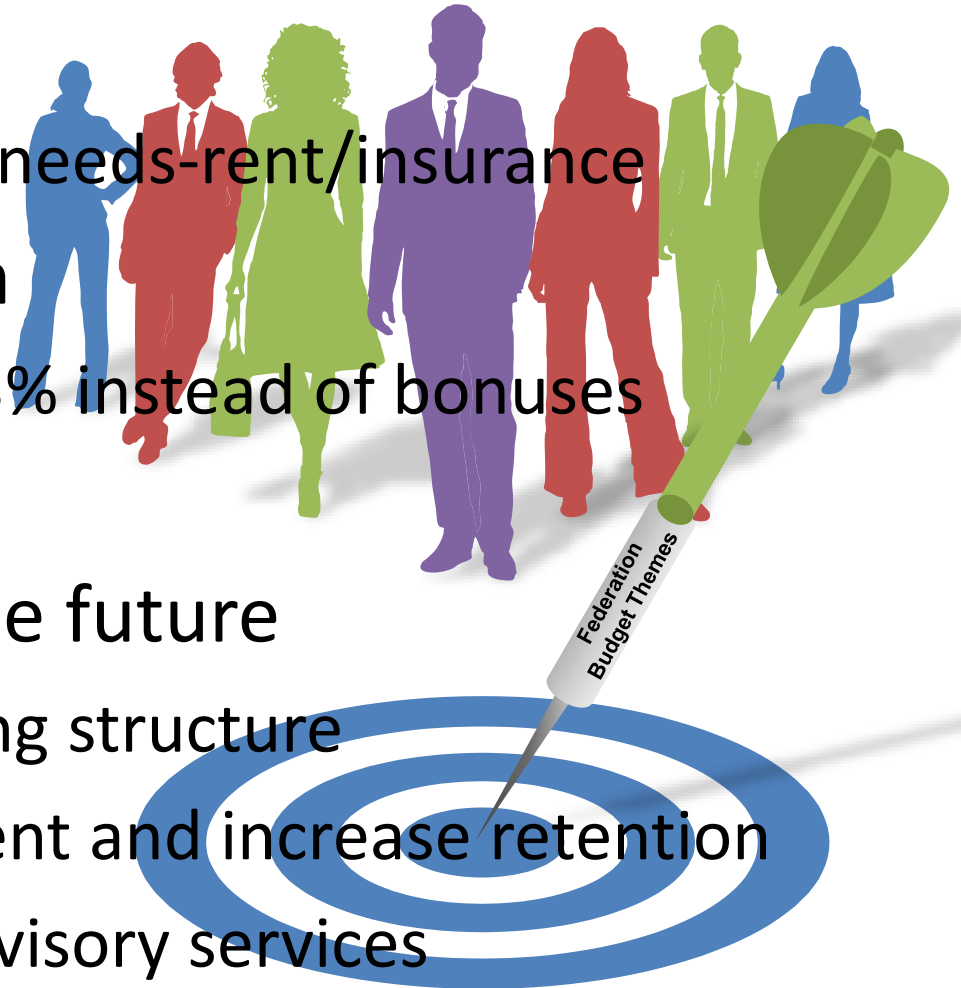 needs-rent/insurance
% instead of bonuses
e future
ng structure
ent and increase retention
visory services
Federation
Budget Themes